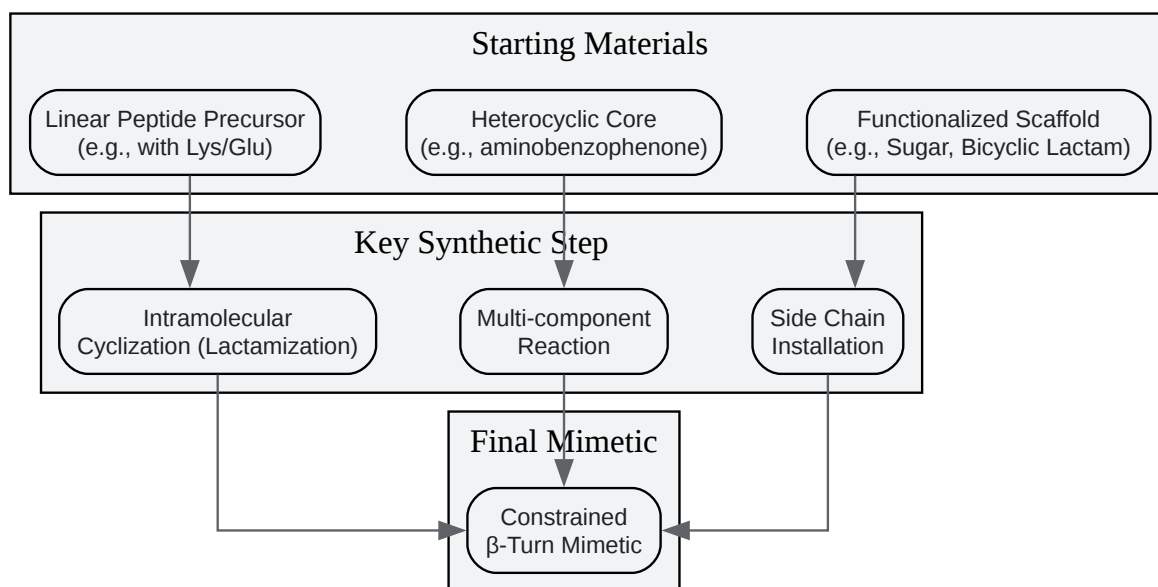 Starting Materials
Linear Peptide Precursor
(e.g., with Lys/Glu)
Heterocyclic Core
(e.g., aminobenzophenone)
Functionalized Scaffold
(e.g., Sugar, Bicyclic Lactam)
Key Synthetic Step
Intramolecular
Cyclization (Lactamization)
Multi-component
Reaction
Side Chain
Installation
Final Mimetic
Constrained
β-Turn Mimetic